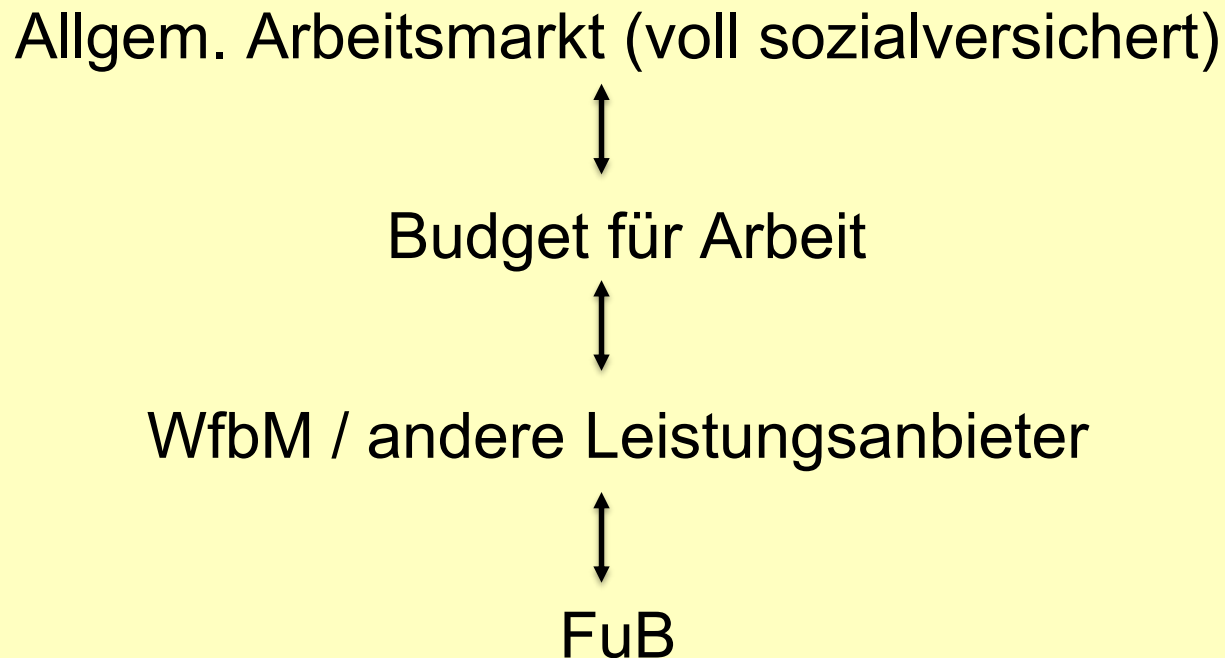 Allgem. Arbeitsmarkt (voll sozialversichert)
Budget für Arbeit
WfbM / andere Leistungsanbieter
FuB